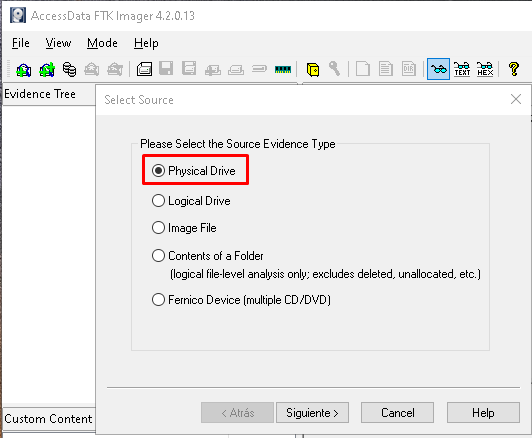 AccessData FTK Imager 4.2.0.13
File View Mode Help
TEXT HEX
Evidence Tree
Select Source
Please Select the Source Evidence Type
Physical Drive
Logical Drive
Image File
Contents of a Folder
(logical file-level analysis only; excludes deleted, unallocated, etc.)
Fernico Device (multiple CD/DVD)
< Atrás Siguiente > Cancel Help
Custom Content